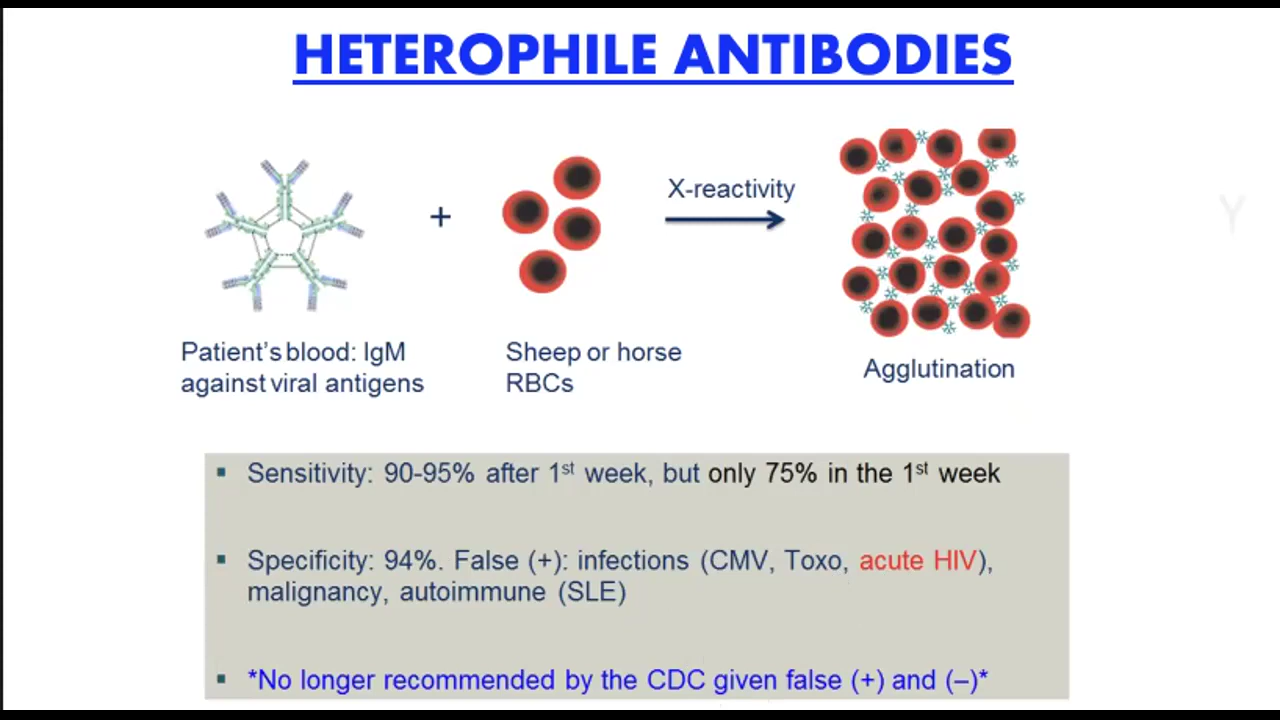 HETEROPHILE ANTIBODIES
+
X-reactivity
Y
Patient's blood: IgM
against viral antigens
Sheep or horse
RBCs
Agglutination
▪ Sensitivity: 90-95% after 1st week, but only 75% in the 1st week
▪ Specificity: 94%. False (+): infections (CMV, Toxo, acute HIV),
malignancy, autoimmune (SLE)
▪ *No longer recommended by the CDC given false (+) and (–)*